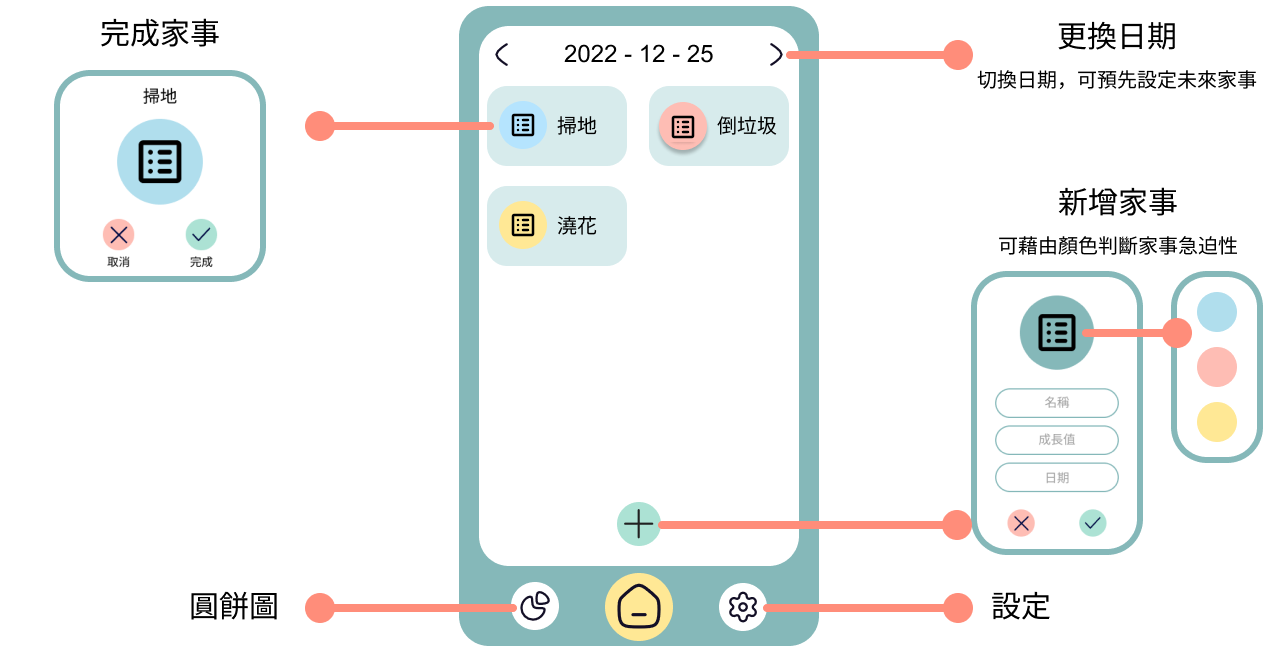 完成家事
掃地
取消
完成
2022 - 12 - 25
掃地
倒垃圾
澆花
更換日期
切換日期，可預先設定未來家事
新增家事
可藉由顏色判斷家事急迫性
名稱
成長值
日期
圓餅圖
設定